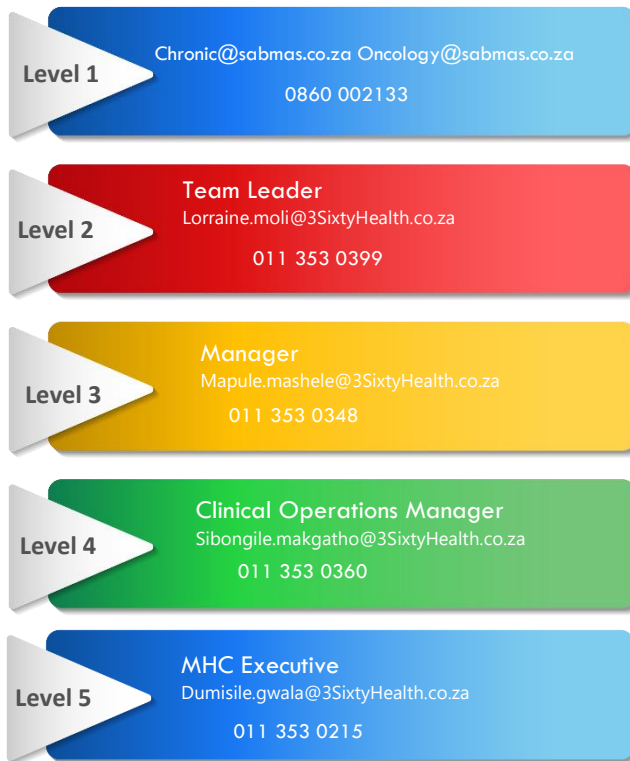 Level 1
Chronic@sabmas.co.za Oncology@sabmas.co.za
0860 002133
Level 2
Team Leader
Lorraine.moli@3SixtyHealth.co.za
011 353 0399
Level 3
Manager
Mapule.mashele@3SixtyHealth.co.za
011 353 0348
Level 4
Clinical Operations Manager
Sibongile.makgatho@3SixtyHealth.co.za
011 353 0360
Level 5
MHC Executive
Dumisile.gwala@3SixtyHealth.co.za
011 353 0215